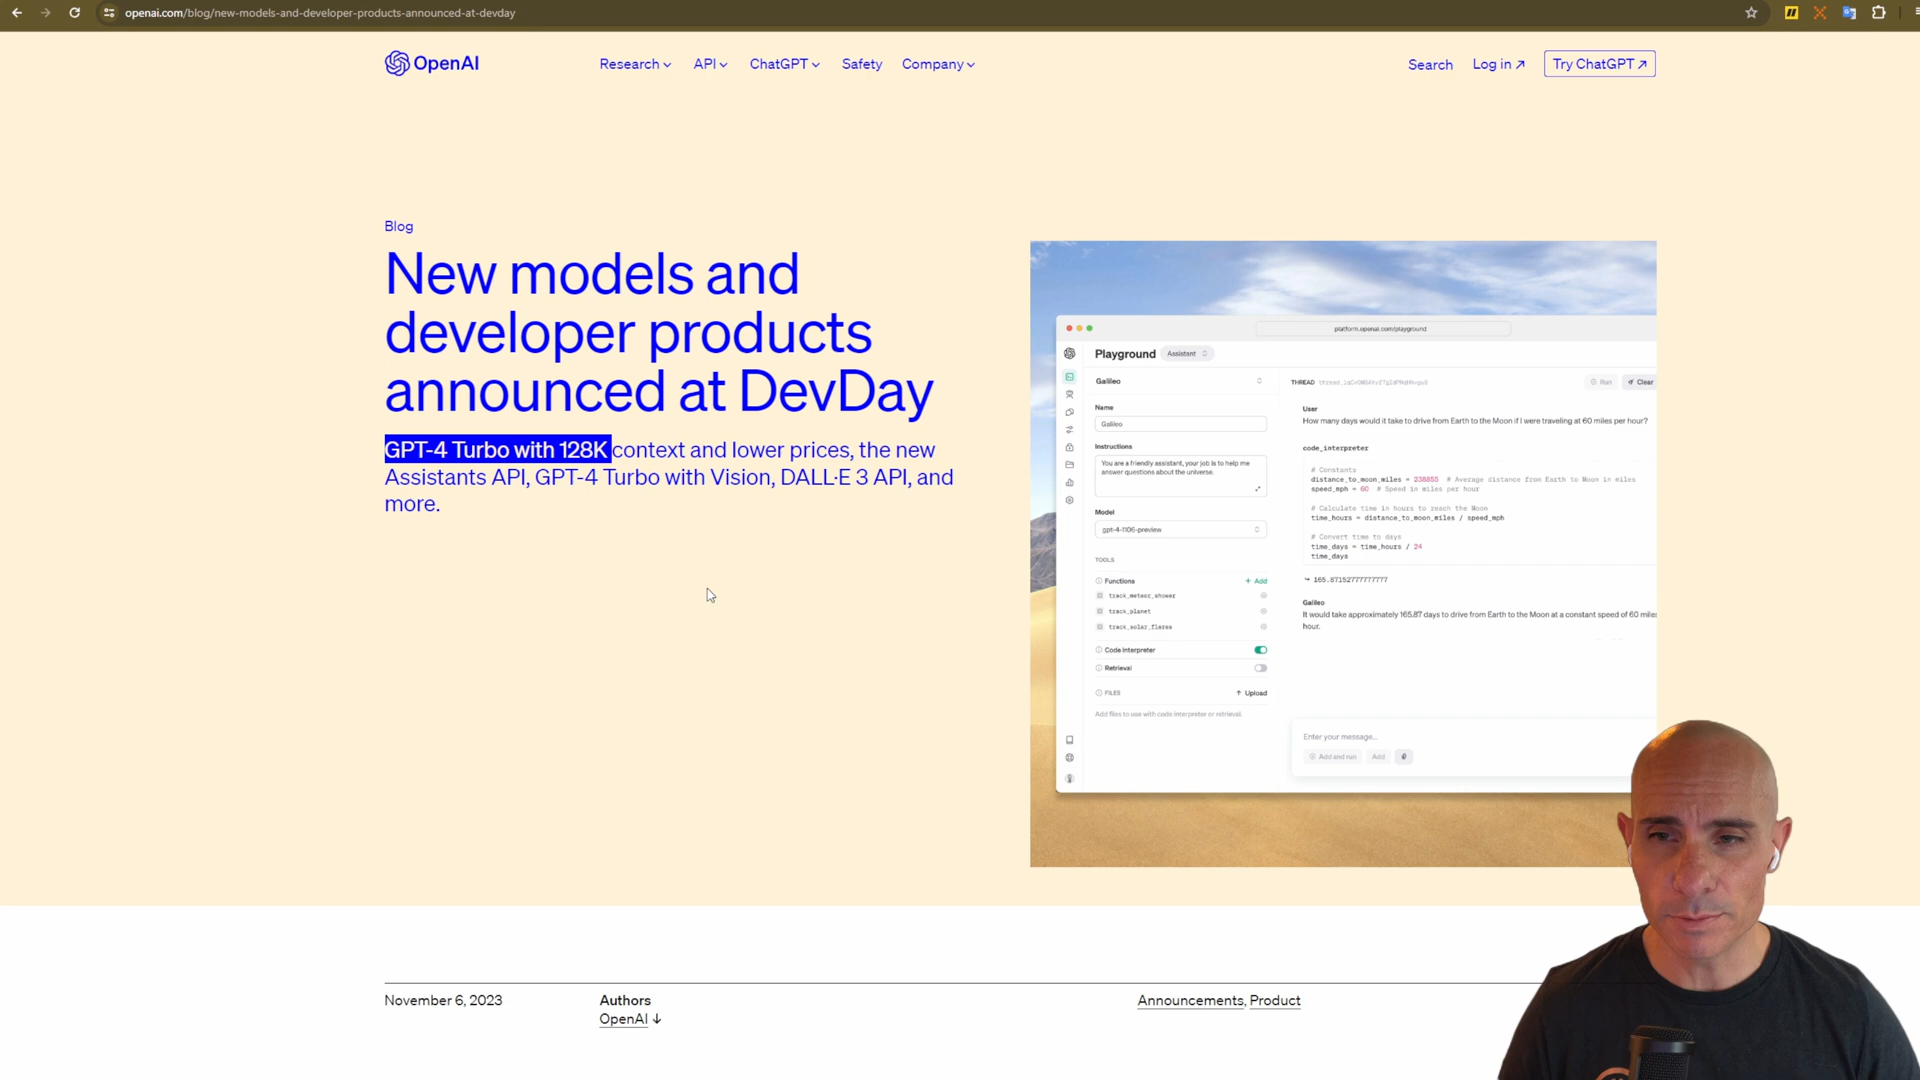 openai.com/blog/new-models-and-developer-products-announced-at-devday
OpenAI
Research
API
ChatGPT
Safety
Company
Search
Log in ↗
Try ChatGPT ↗
Blog
New models and
developer products
announced at DevDay
GPT-4 Turbo with 128K context and lower prices, the new
Assistants API, GPT-4 Turbo with Vision, DALL·E 3 API, and
more.
platform.openai.com/playground
Playground
Assistant
Galileo
Name
Galileo
Instructions
You are a friendly assistant, your job is to help me
answer questions about the universe.
Model
gpt-4-1106-preview
TOOLS
Functions
+ Add
track_meteor_shower
track_planet
track_solar_flares
Code interpreter
Retrieval
FILES
Upload
Add files to use with code interpreter or retrieval.
THREAD
Run
Clear
User
How many days would it take to drive from Earth to the Moon if I were traveling at 60 miles per hour?
code_interpreter
# Constants
distance_to_moon_miles = 238855 # Average distance from Earth to Moon in miles
speed_mph = 60 # Speed in miles per hour
# Calculate time in hours to reach the Moon
time_hours = distance_to_moon_miles / speed_mph
# Convert time to days
time_days = time_hours / 24
time_days
165.87152777777777
Galileo
It would take approximately 165.87 days to drive from Earth to the Moon at a constant speed of 60 miles
hour.
Enter your message...
Add and run
Add
November 6, 2023
Authors
OpenAI ↓
Announcements, Product